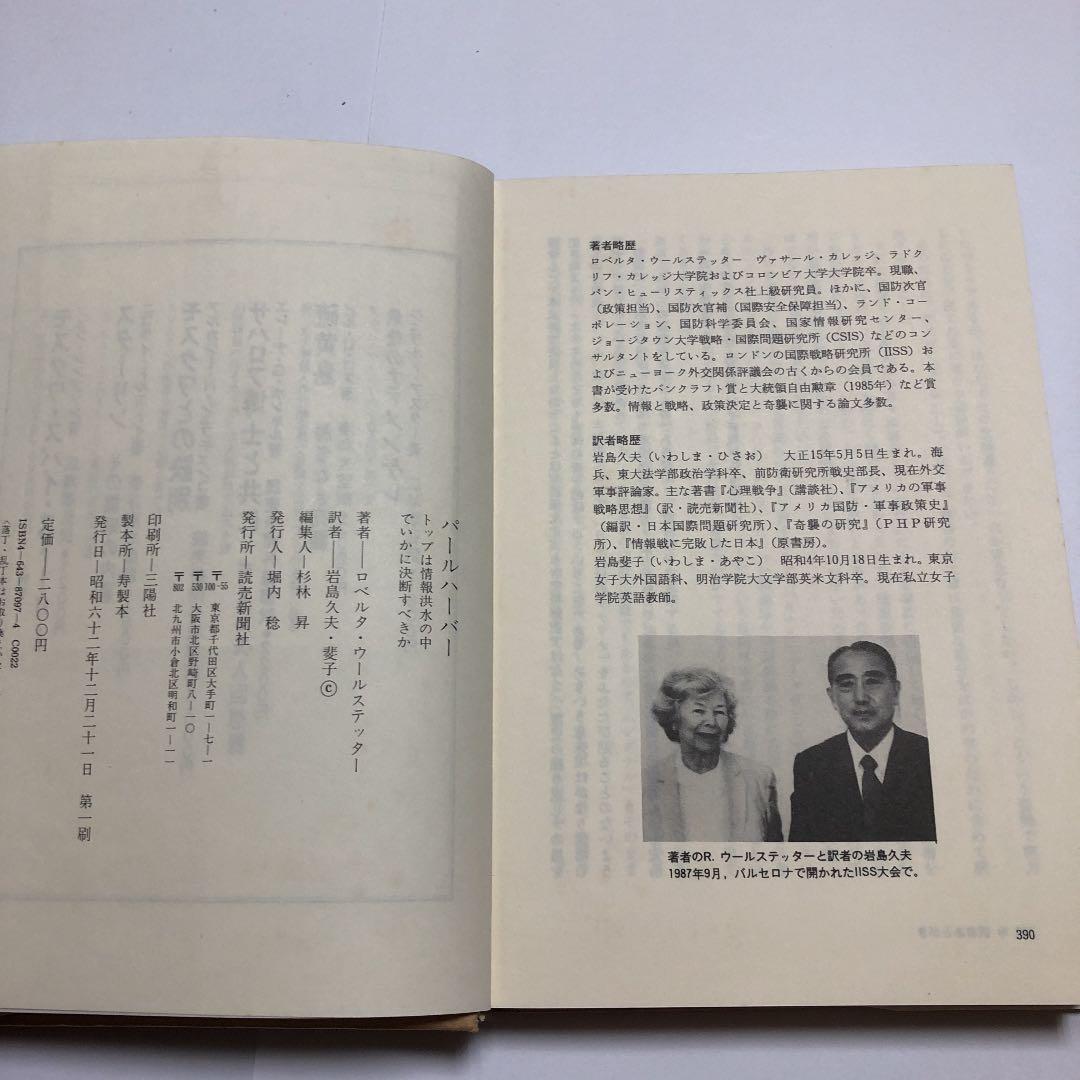 著者略歴
ロベルタ・ウールステッター　ヴァサール・カレッジ、ラドク
リフ・カレッジ大学院およびコロンビア大学大学院卒。現職、
パン・ヒューリスティックス社上級研究員。ほかに、国防次官
（政策担当）、国防次官補（国際安全保障担当）、ランド・コー
ポレーション、国防科学委員会、国家情報研究センター、
ジョージタウン大学戦略・国際問題研究所（CSIS）などのコン
サルタントをしている。ロンドンの国際戦略研究所（IISS）お
よびニューヨーク外交関係評議会の古くからの会員である。本
書が受けたバンクラフト賞と大統領自由勲章（1985年）など賞
多数。情報と戦略、政策決定と奇襲に関する論文多数。
訳者略歴
岩島久夫（いわしま・ひさお）　大正15年5月5日生まれ。海
兵、東大法学部政治学科卒、前防衛研究所戦史部長、現在外交
軍事評論家。主な著書『心理戦争』（講談社）、『アメリカの軍事
戦略思想』（訳・読売新聞社）、『アメリカ国防・軍事政策史』
（編訳・日本国際問題研究所）、『奇襲の研究』（ＰＨＰ研究
所）、『情報戦に完敗した日本』（原書房）。
岩島斐子（いわしま・あやこ）　昭和4年10月18日生まれ。東京
女子大外国語科、明治学院大文学部英米文科卒。現在私立女子
学院英語教師。
著者のR. ウールステッターと訳者の岩島久夫
1987年9月，バルセロナで開かれたIISS大会で。
390
パールハーバー
トップは情報洪水の中
でいかに決断すべきか
著者──ロベルタ・ウールステッター
訳者──岩島久夫・斐子©
編集人─杉林　昇
発行人─堀内　稔
発行所─読売新聞社
〒100-55　東京都千代田区大手町一─七─一
〒530　大阪市北区野崎町八─一〇
〒802　北九州市小倉北区明和町一─一一
印刷所─三陽社
製本所─寿製本
発行日─昭和六十二年十二月二十一日　第一刷
定価──二八〇〇円
ISBN4―643―87097―4　C0022